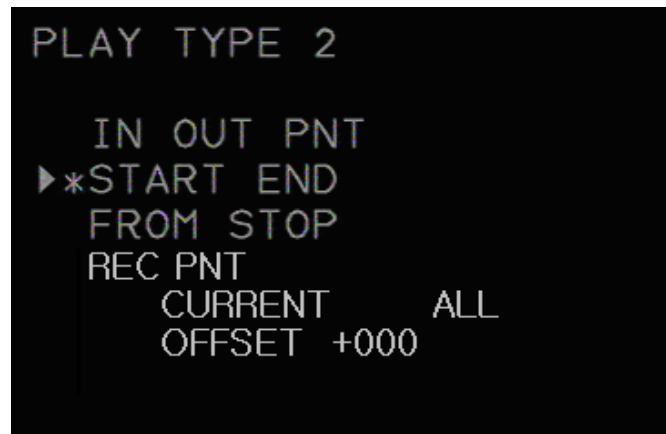 PLAY TYPE 2
IN OUT PNT
▶*START END
FROM STOP
REC PNT
CURRENT ALL
OFFSET +000